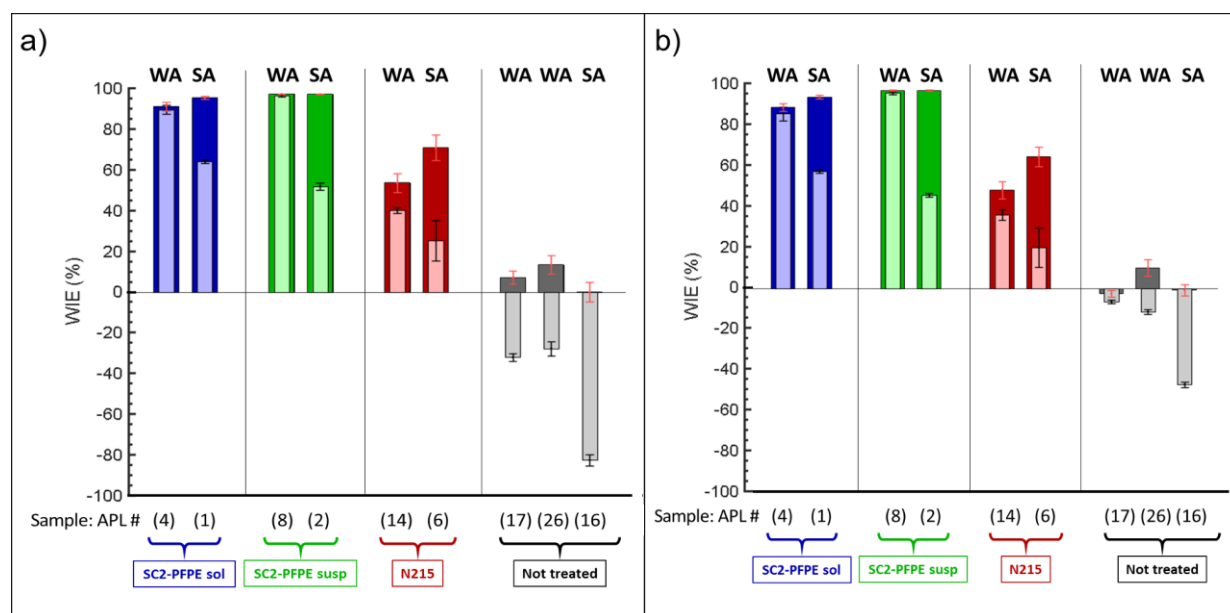 a)
WA SA WA SA WA SA WA WA SA
100
80
60
40
20
0
-20
-40
-60
-80
-100
WIE (%)
Sample: APL # (4) (1) (8) (2) (14) (6) (17) (26) (16)
SC2-PFPE sol SC2-PFPE susp N215 Not treated
b)
WA SA WA SA WA SA WA WA SA
100
80
60
40
20
0
-20
-40
-60
-80
-100
WIE (%)
Sample: APL # (4) (1) (8) (2) (14) (6) (17) (26) (16)
SC2-PFPE sol SC2-PFPE susp N215 Not treated